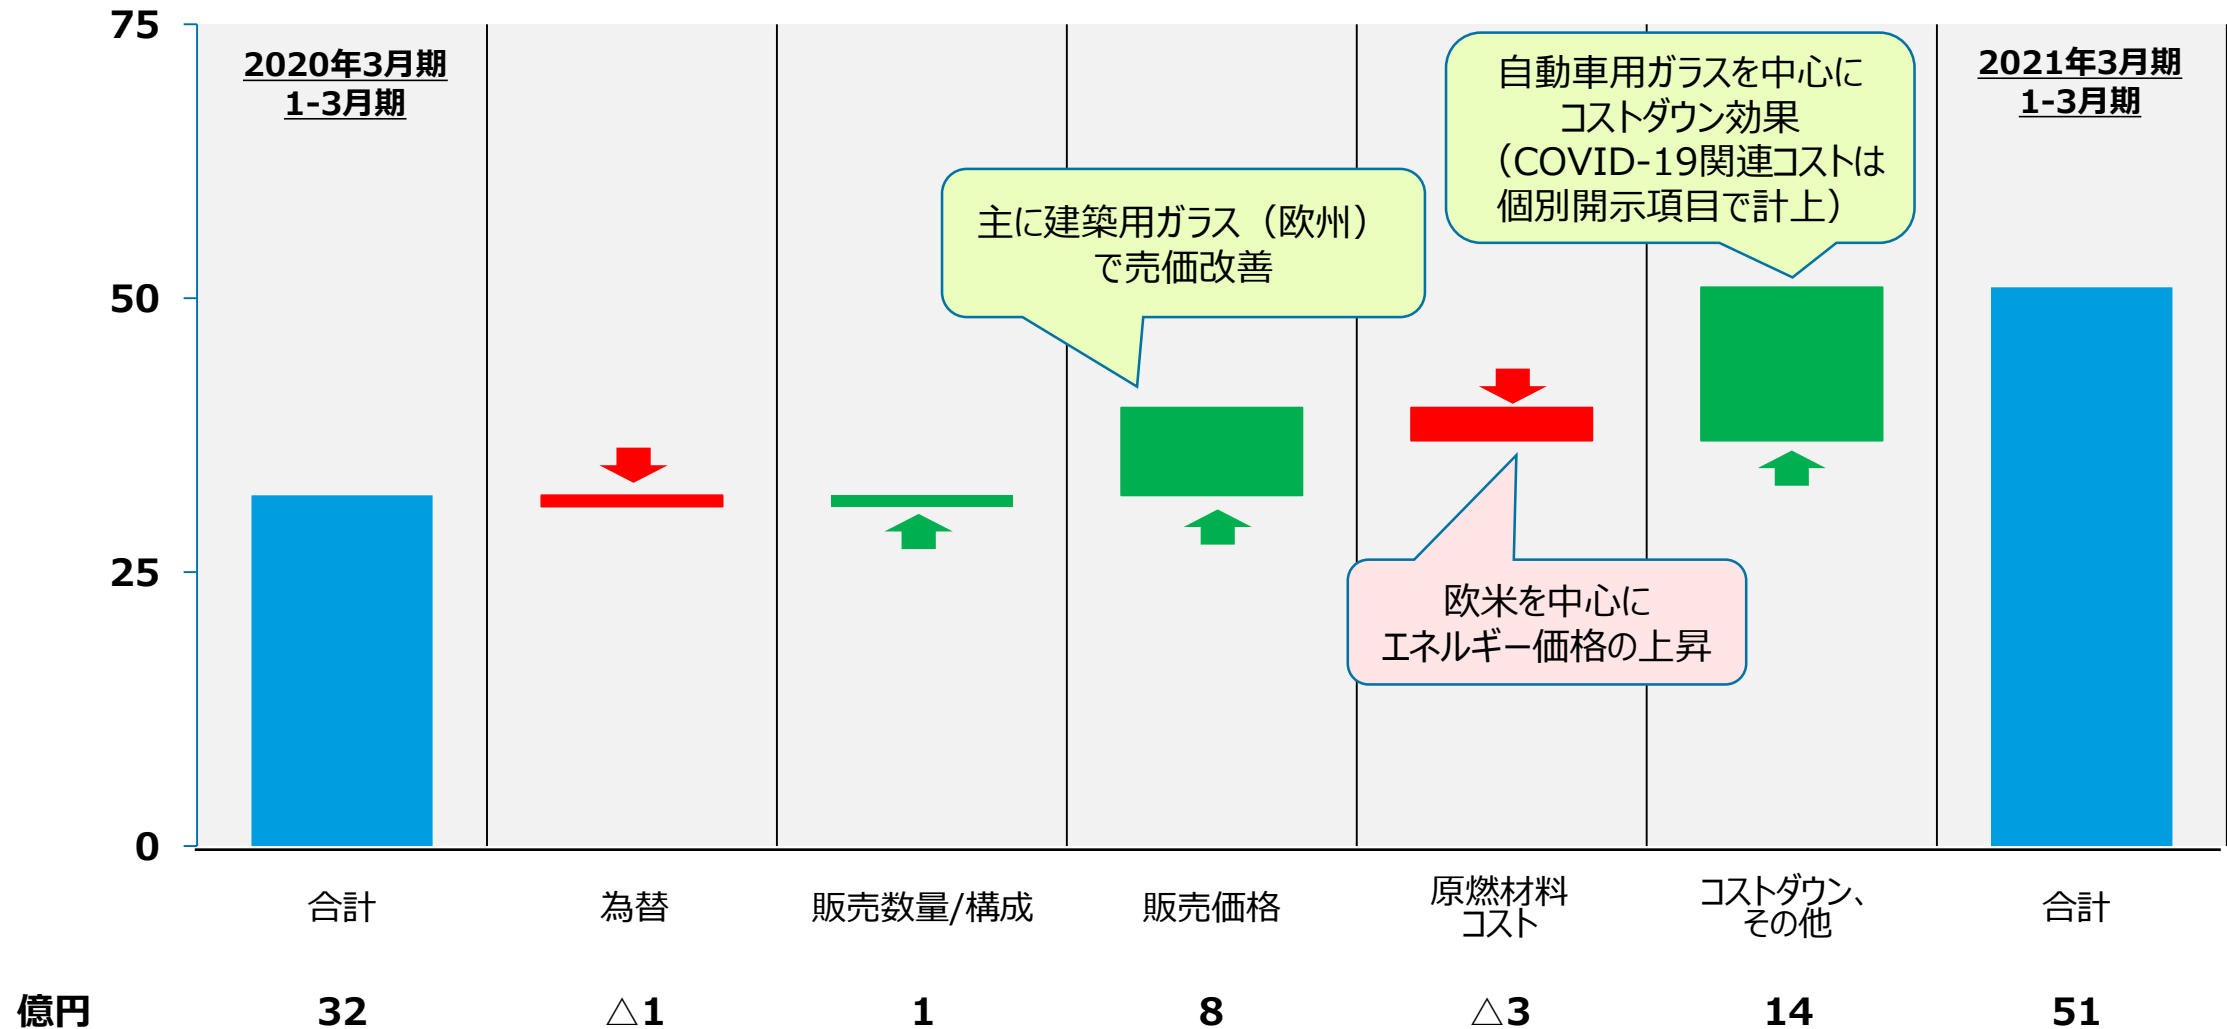 75
50
25
0
2020年3月期
1-3月期
主に建築用ガラス（欧州）
で売価改善
自動車用ガラスを中心に
コストダウン効果
（COVID-19関連コストは
個別開示項目で計上）
欧米を中心に
エネルギー価格の上昇
2021年3月期
1-3月期
合計
為替
販売数量/構成
販売価格
原燃材料
コスト
コストダウン、
その他
合計
億円 32 △1 1 8 △3 14 51